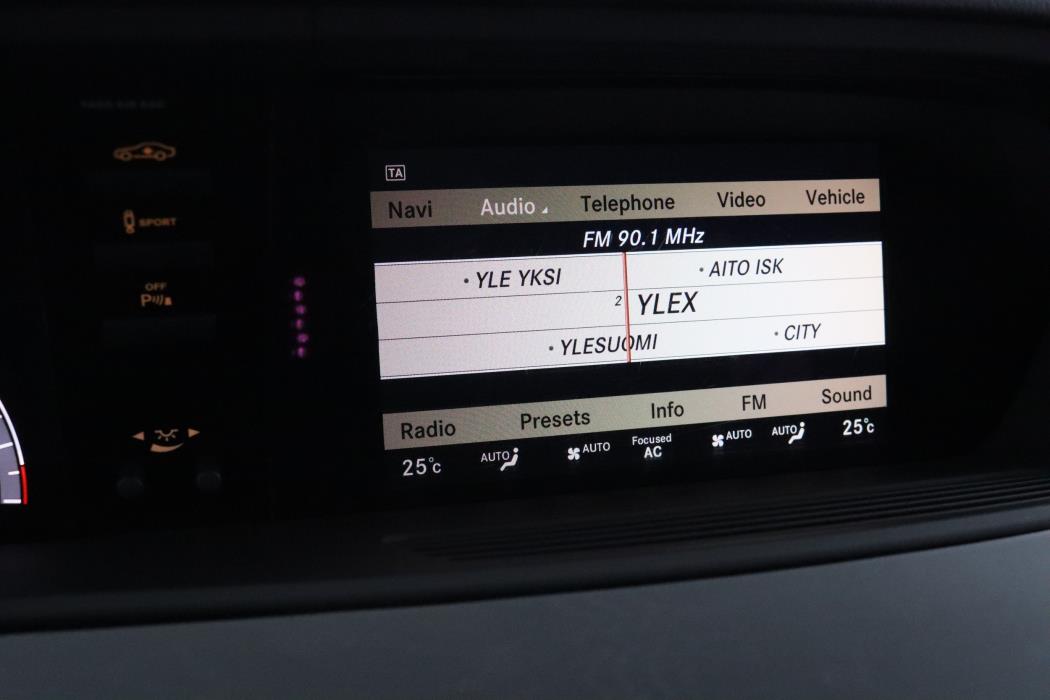 SPORT
OFF
P
TA
Navi Audio Telephone Video Vehicle
FM 90.1 MHz
• YLE YKSI • AITO ISK
2 YLEX
• YLESUOMI • CITY
Radio Presets Info FM Sound
25°C AUTO AUTO Focused AC AUTO AUTO 25°C